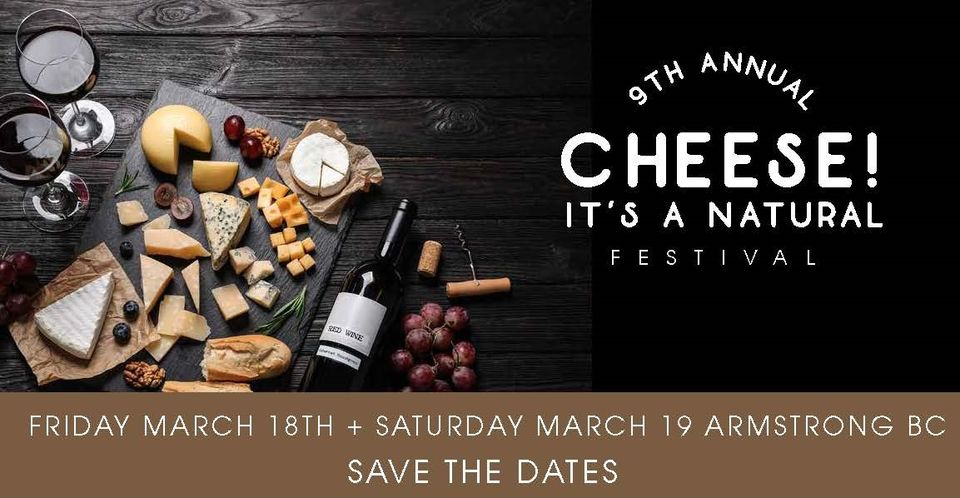 9TH ANNUAL
CHEESE!
IT'S A NATURAL
FESTIVAL
RED WINE
FRIDAY MARCH 18TH + SATURDAY MARCH 19 ARMSTRONG BC
SAVE THE DATES